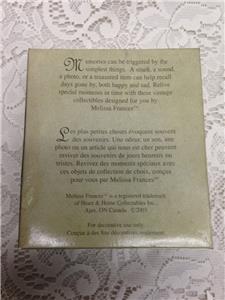 Memories can be triggered by the
simplest things. A smell, a sound,
a photo, or a treasured item can help recall
days gone by, both happy and sad. Relive
special moments in time with these vintage
collectibles designed for you by
Melissa Frances™.
Les plus petites choses évoquent souvent
des souvenirs. Une odeur, un son, une
photo ou un article qui nous est cher peuvent
raviver des souvenirs de jours heureux ou
tristes. Revivez des moments spéciaux avec
ces objets de collection de choix, conçus
pour vous par Melissa Frances™.
Melissa Frances™ is a registered trademark
of Heart & Home Collectables Inc.,
Ajax, ON Canada ©2005
For decorative use only.
Conçue à des fins décoratives seulement.